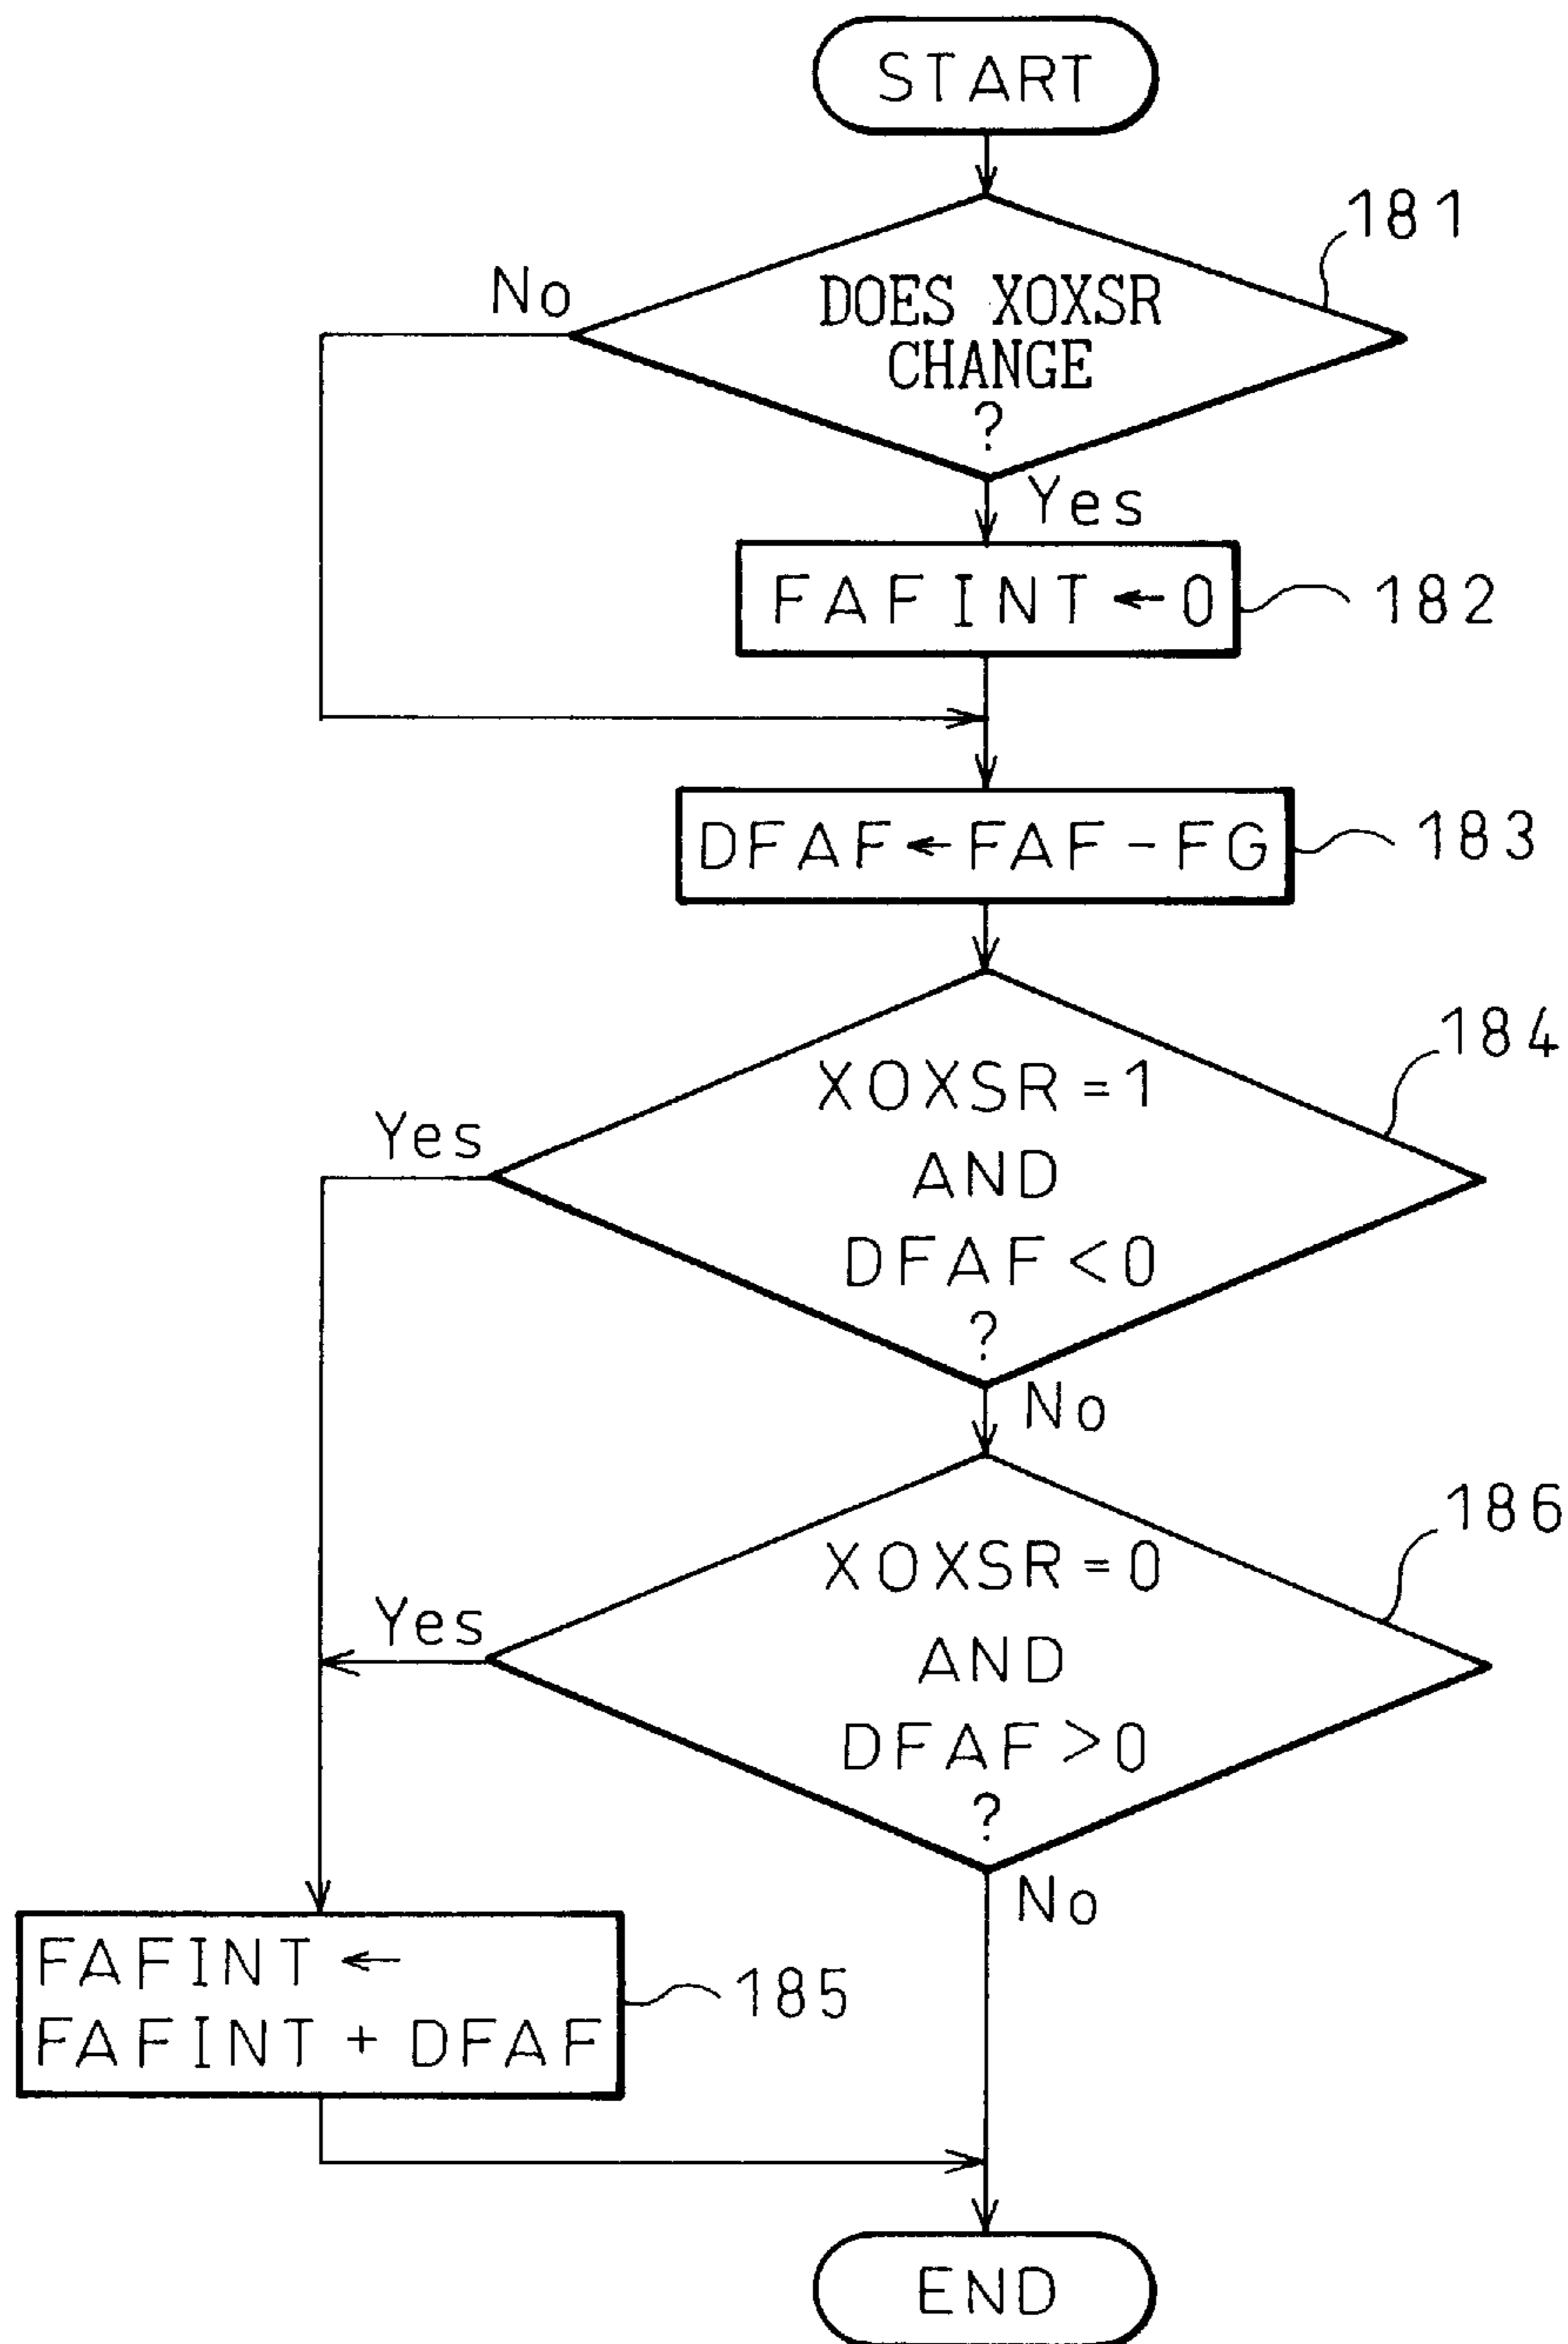 START
181
No
DOES XOXSR
CHANGE
?
Yes
FAFINT ← 0
182
DFAF ← FAF - FG
183
184
XOXSR = 1
Yes
AND
DFAF < 0
?
No
186
XOXSR = 0
Yes
AND
DFAF > 0
?
No
FAFINT ←
FAFINT + DFAF
185
END